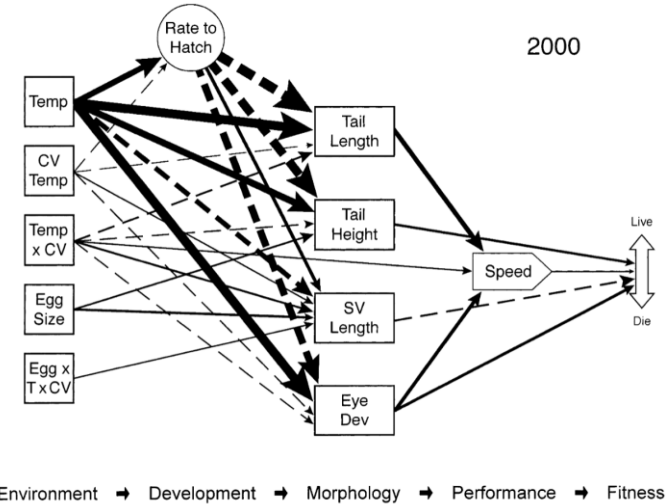 Rate to
Hatch
2000
Temp
CV
Temp
Temp
x CV
Egg
Size
Egg x
T x CV
Tail
Length
Tail
Height
SV
Length
Eye
Dev
Speed
Live
Die
Environment → Development → Morphology → Performance → Fitness